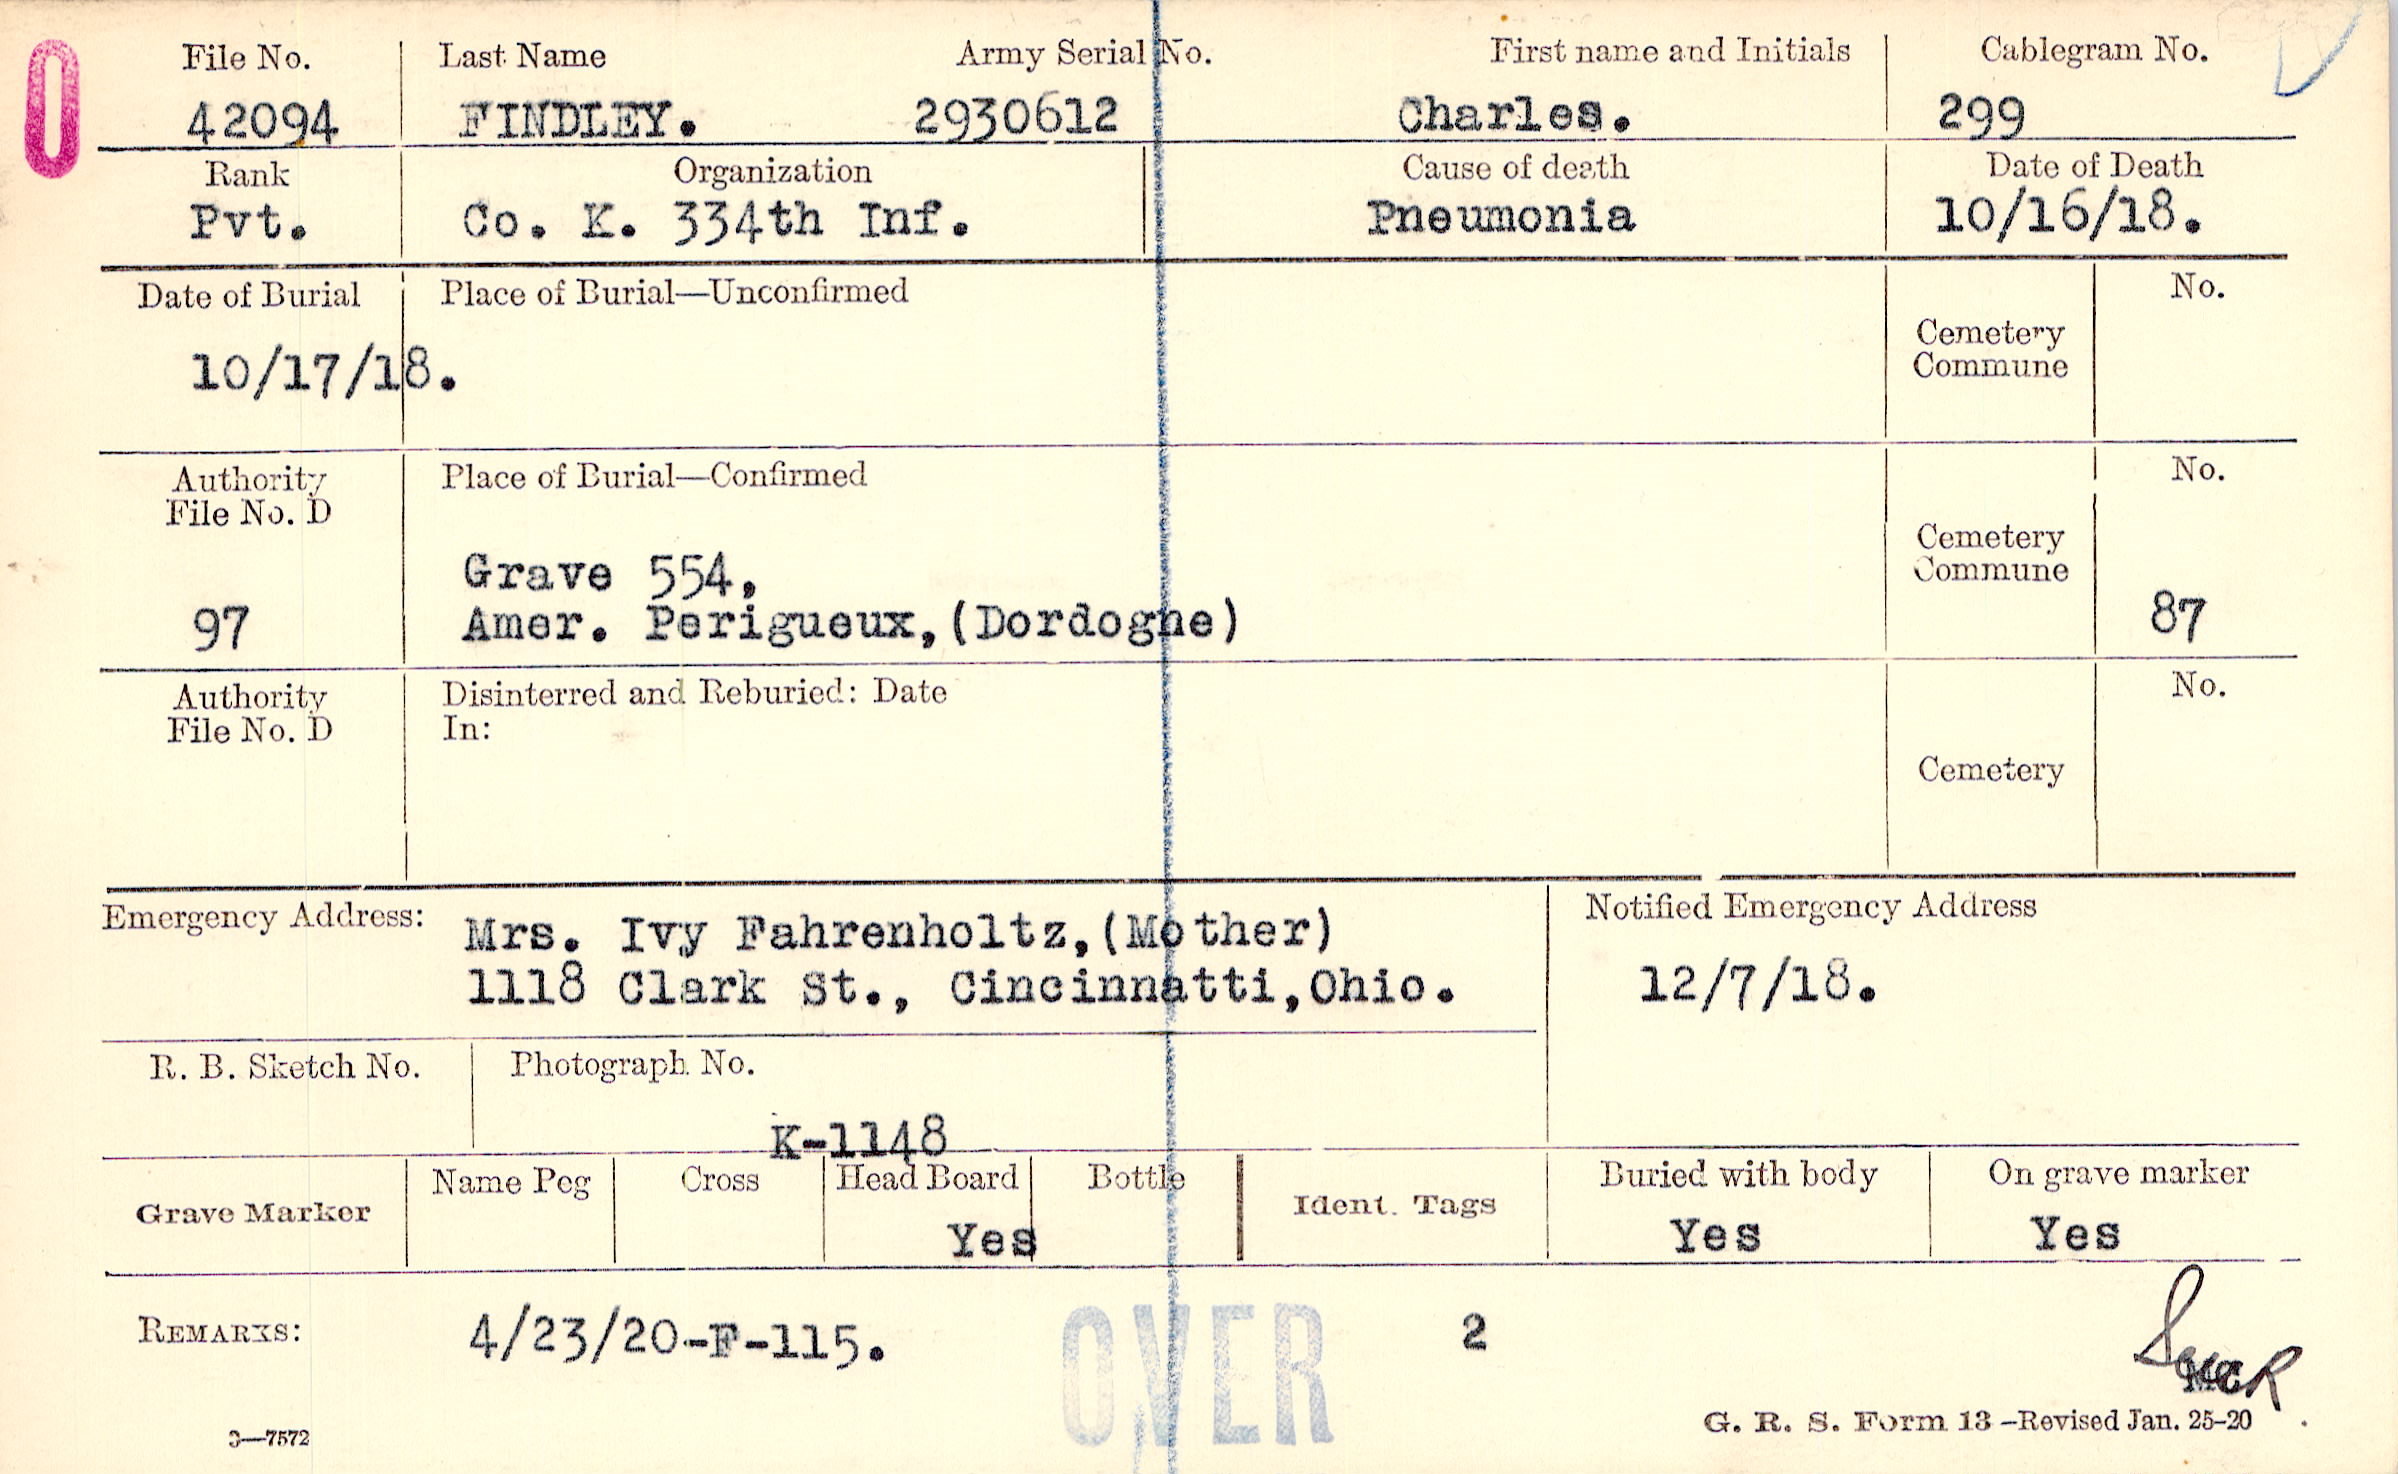 0
File No. Last Name Army Serial No. First name and Initials Cablegram No.
42094 FINDLEY. 2930612 Charles. 299
Rank Organization Cause of death Date of Death
Pvt. Co. K. 334th Inf. Pneumonia 10/16/18.
Date of Burial Place of Burial—Unconfirmed No.
Cemetery
Commune
10/17/18.
Authority Place of Burial—Confirmed No.
File No. D
Cemetery
Commune
Grave 554,
97 Amer. Perigueux,(Dordogne) 87
Authority Disinterred and Reburied: Date No.
File No. D In:
Cemetery
Emergency Address: Mrs. Ivy Fahrenholtz,(Mother) Notified Emergency Address
1118 Clark St., Cincinnatti,Ohio. 12/7/18.
R. B. Sketch No. Photograph No.
K-1148
Grave Marker Name Peg Cross Head Board Bottle Ident. Tags Buried with body On grave marker
Yes Yes Yes
REMARKS: 4/23/20-F-115. OVER 2
3—7572 G. R. S. Form 13—Revised Jan. 25-20